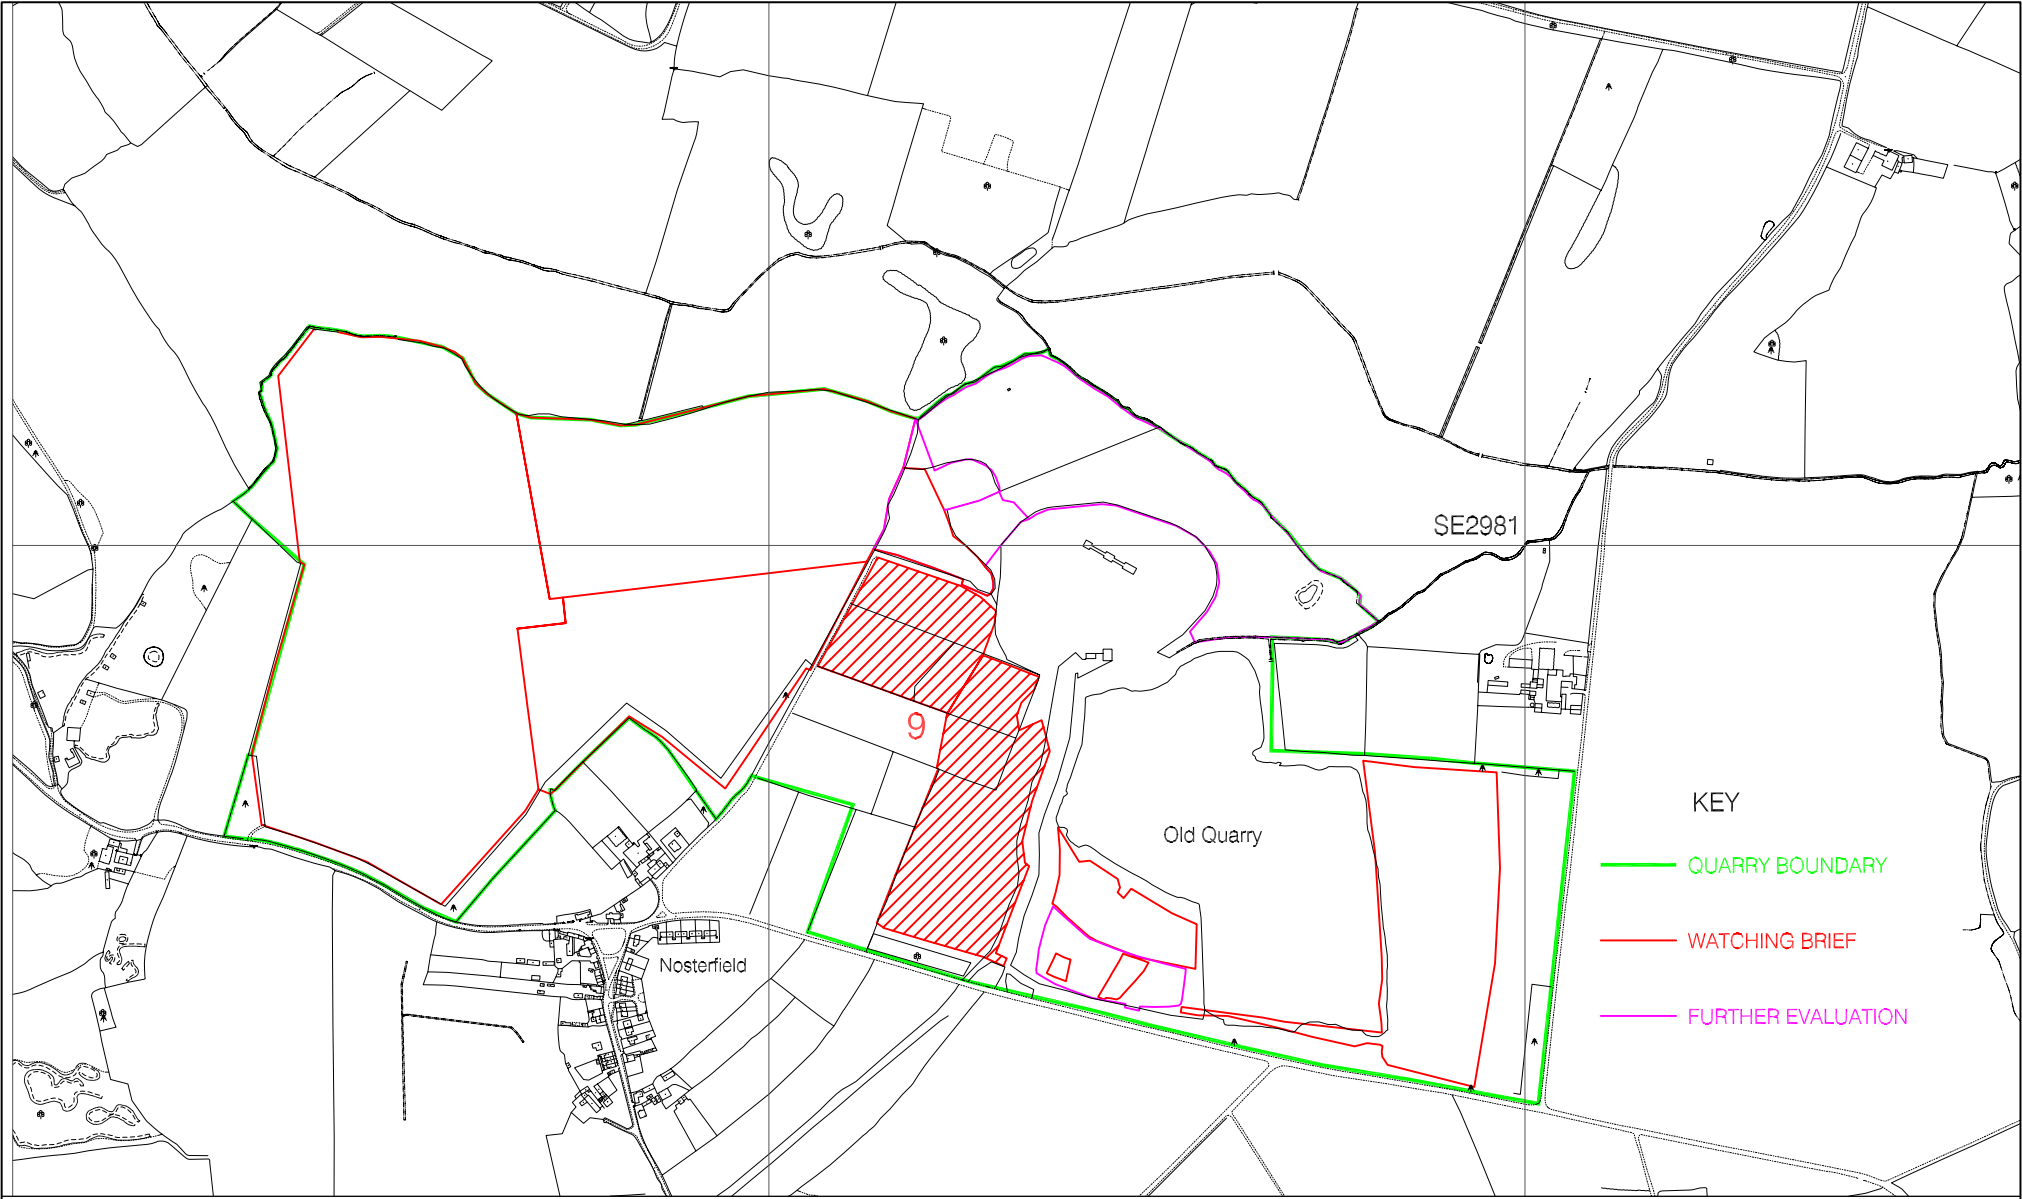 SE2981
9
KEY
Old Quarry
QUARRY BOUNDARY
WATCHING BRIEF
Nosterfield
FURTHER EVALUATION